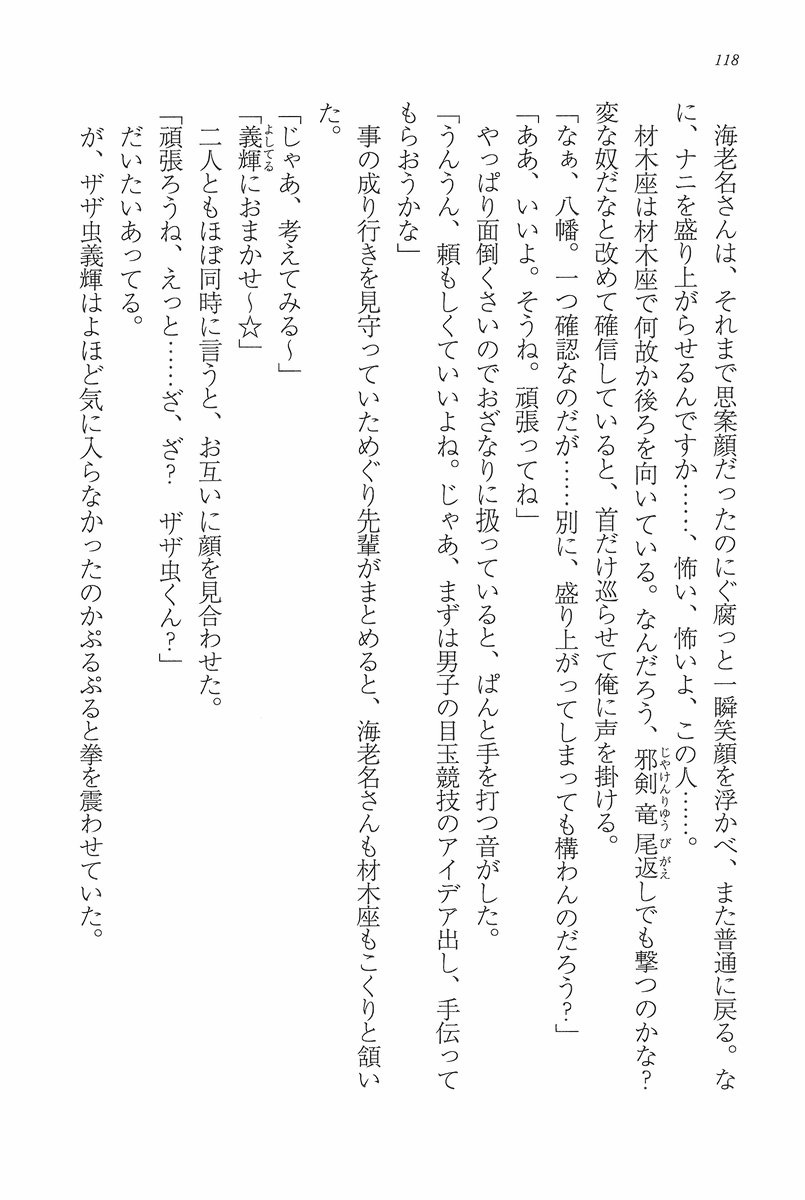 118
海老名さんは、それまで思案顔だったのにぐ腐っと一瞬笑顔を浮かべ、また普通に戻る。な
に、ナニを盛り上がらせるんですか……、怖い、怖いよ、この人……。
材木座は材木座で何故か後ろを向いている。なんだろう、邪剣竜尾返しでも撃つのかな？
じやけんりゆうびがえ
変な奴だなと改めて確信していると、首だけ巡らせて俺に声を掛ける。
「なぁ、八幡。一つ確認なのだが……別に、盛り上がってしまっても構わんのだろう？」
「ああ、いいよ。そうね。頑張ってね」
やっぱり面倒くさいのでおざなりに扱っていると、ぱんと手を打つ音がした。
「うんうん、頼もしくていいよね。じゃあ、まずは男子の目玉競技のアイデア出し、手伝って
もらおうかな」
事の成り行きを見守っていためぐり先輩がまとめると、海老名さんも材木座もこくりと頷い
た。
「じゃあ、考えてみる～」
「義輝におまかせ～☆」
よしてる
二人ともほぼ同時に言うと、お互いに顔を見合わせた。
「頑張ろうね、えっと……ざ、ざ？　ザザ虫くん？」
だいたいあってる。
が、ザザ虫義輝はよほど気に入らなかったのかぷるぷると拳を震わせていた。